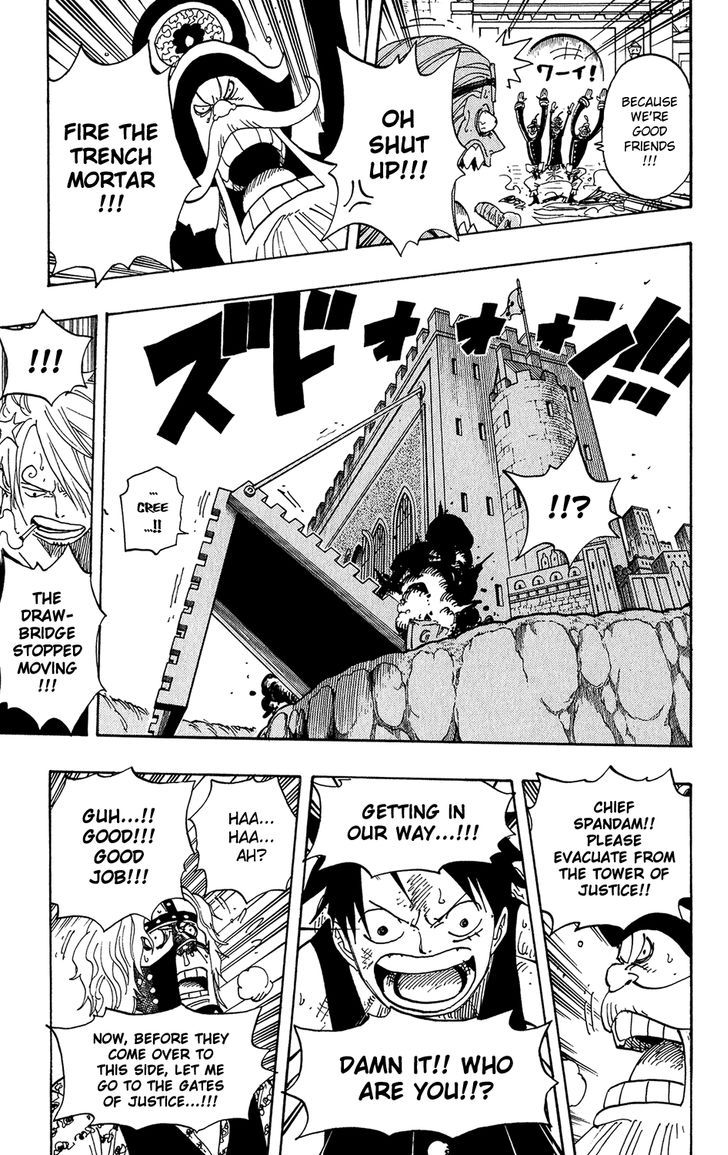 BECAUSE
WE'RE
GOOD
FRIENDS
!!!
ワーイ!
OH
SHUT
UP!!!
FIRE THE
TRENCH
MORTAR
!!!
ズドォォォン!!!
!!?
...
CREE
...!!
!!!
THE
DRAW-
BRIDGE
STOPPED
MOVING
!!!
CHIEF
SPANDAM!!
PLEASE
EVACUATE FROM
THE TOWER OF
JUSTICE!!
GETTING IN
OUR WAY...!!!
DAMN IT!! WHO
ARE YOU!!?
HAA...
HAA...
AH?
GUH...!!
GOOD!!!
GOOD
JOB!!!
NOW, BEFORE THEY
COME OVER TO
THIS SIDE, LET ME
GO TO THE GATES
OF JUSTICE...!!!